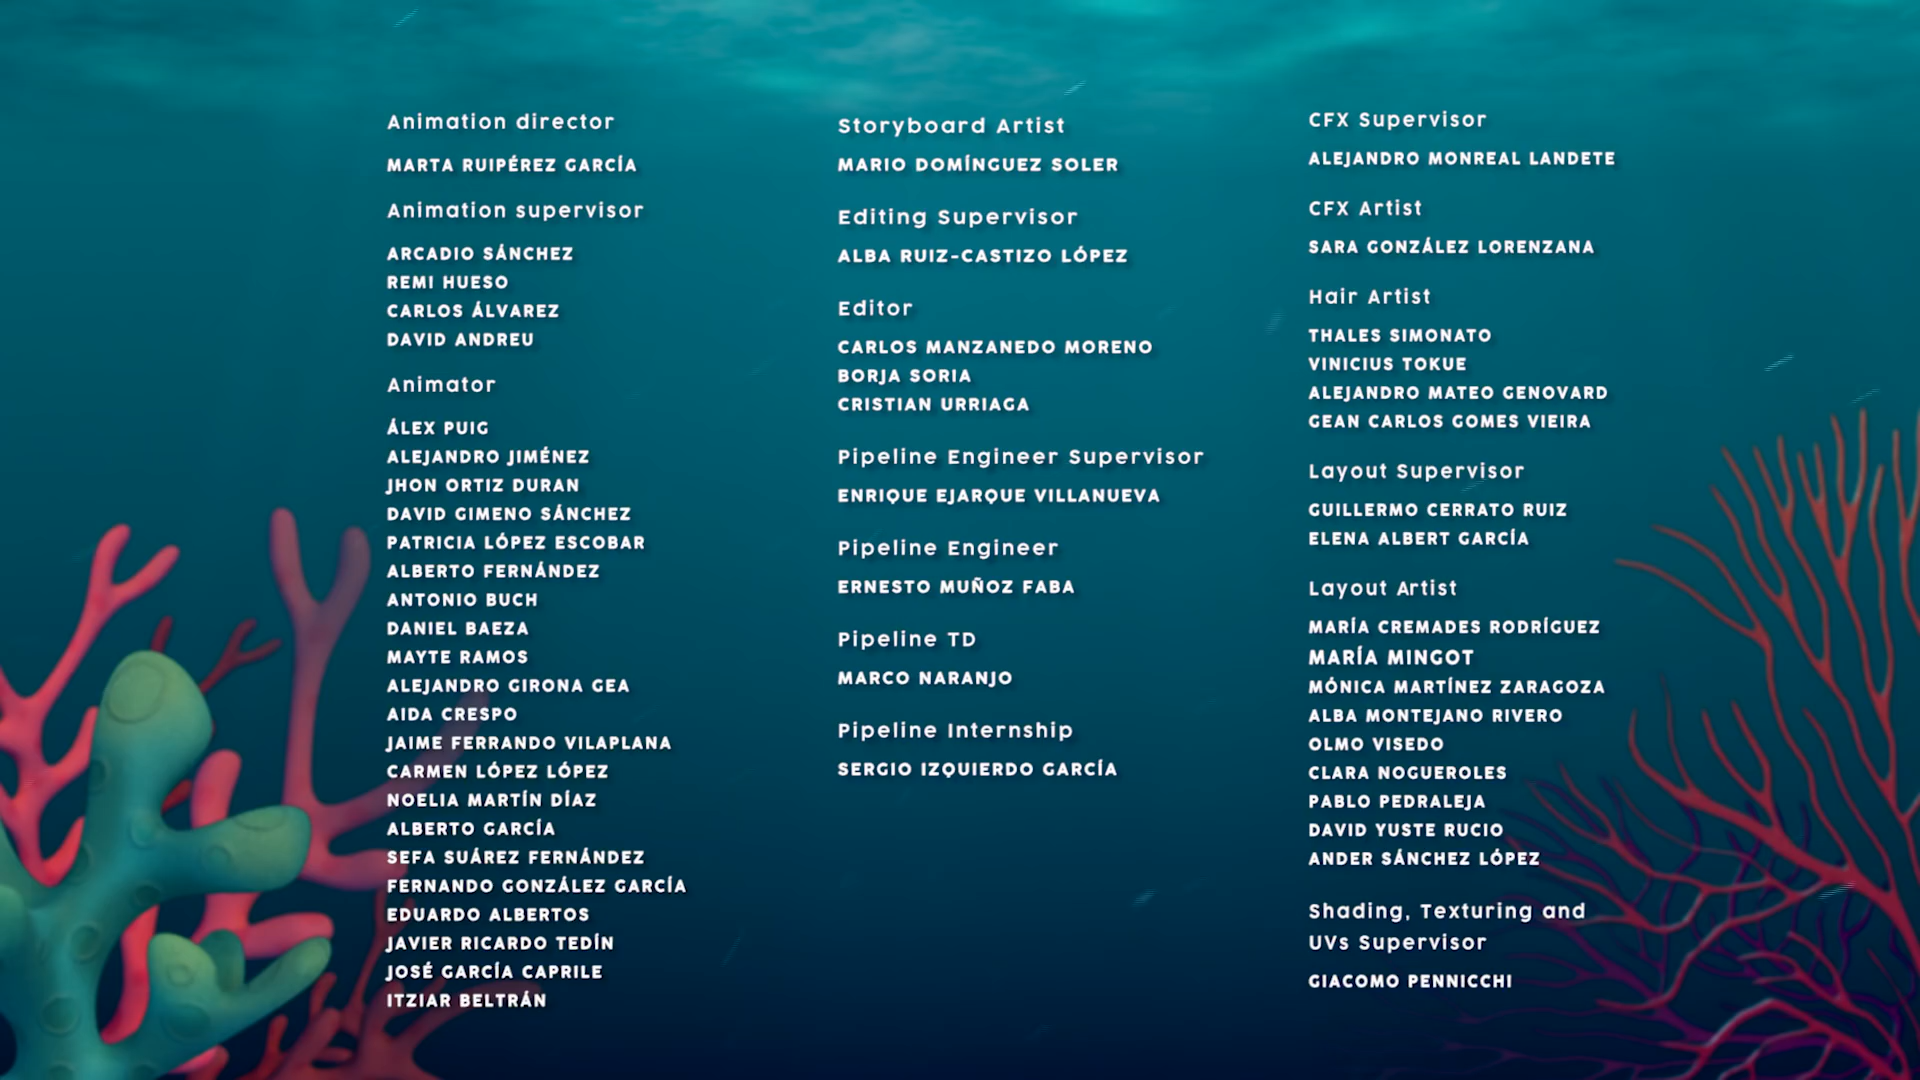 Animation director
MARTA RUIPÉREZ GARCÍA
Animation supervisor
ARCADIO SÁNCHEZ
REMI HUESO
CARLOS ÁLVAREZ
DAVID ANDREU
Animator
ÁLEX PUIG
ALEJANDRO JIMÉNEZ
JHON ORTIZ DURAN
DAVID GIMENO SÁNCHEZ
PATRICIA LÓPEZ ESCOBAR
ALBERTO FERNÁNDEZ
ANTONIO BUCH
DANIEL BAEZA
MAYTE RAMOS
ALEJANDRO GIRONA GEA
AIDA CRESPO
JAIME FERRANDO VILAPLANA
CARMEN LÓPEZ LÓPEZ
NOELIA MARTÍN DÍAZ
ALBERTO GARCÍA
SEFA SUÁREZ FERNÁNDEZ
FERNANDO GONZÁLEZ GARCÍA
EDUARDO ALBERTOS
JAVIER RICARDO TEDÍN
JOSÉ GARCÍA CAPRILE
ITZIAR BELTRÁN
Storyboard Artist
MARIO DOMÍNGUEZ SOLER
Editing Supervisor
ALBA RUIZ-CASTIZO LÓPEZ
Editor
CARLOS MANZANEDO MORENO
BORJA SORIA
CRISTIAN URRIAGA
Pipeline Engineer Supervisor
ENRIQUE EJARQUE VILLANUEVA
Pipeline Engineer
ERNESTO MUÑOZ FABA
Pipeline TD
MARCO NARANJO
Pipeline Internship
SERGIO IZQUIERDO GARCÍA
CFX Supervisor
ALEJANDRO MONREAL LANDETE
CFX Artist
SARA GONZÁLEZ LORENZANA
Hair Artist
THALES SIMONATO
VINICIUS TOKUE
ALEJANDRO MATEO GENOVARD
GEAN CARLOS GOMES VIEIRA
Layout Supervisor
GUILLERMO CERRATO RUIZ
ELENA ALBERT GARCÍA
Layout Artist
MARÍA CREMADES RODRÍGUEZ
MARÍA MINGOT
MÓNICA MARTÍNEZ ZARAGOZA
ALBA MONTEJANO RIVERO
OLMO VISEDO
CLARA NOGUEROLES
PABLO PEDRALEJA
DAVID YUSTE RUCIO
ANDER SÁNCHEZ LÓPEZ
Shading, Texturing and
UVs Supervisor
GIACOMO PENNICCHI